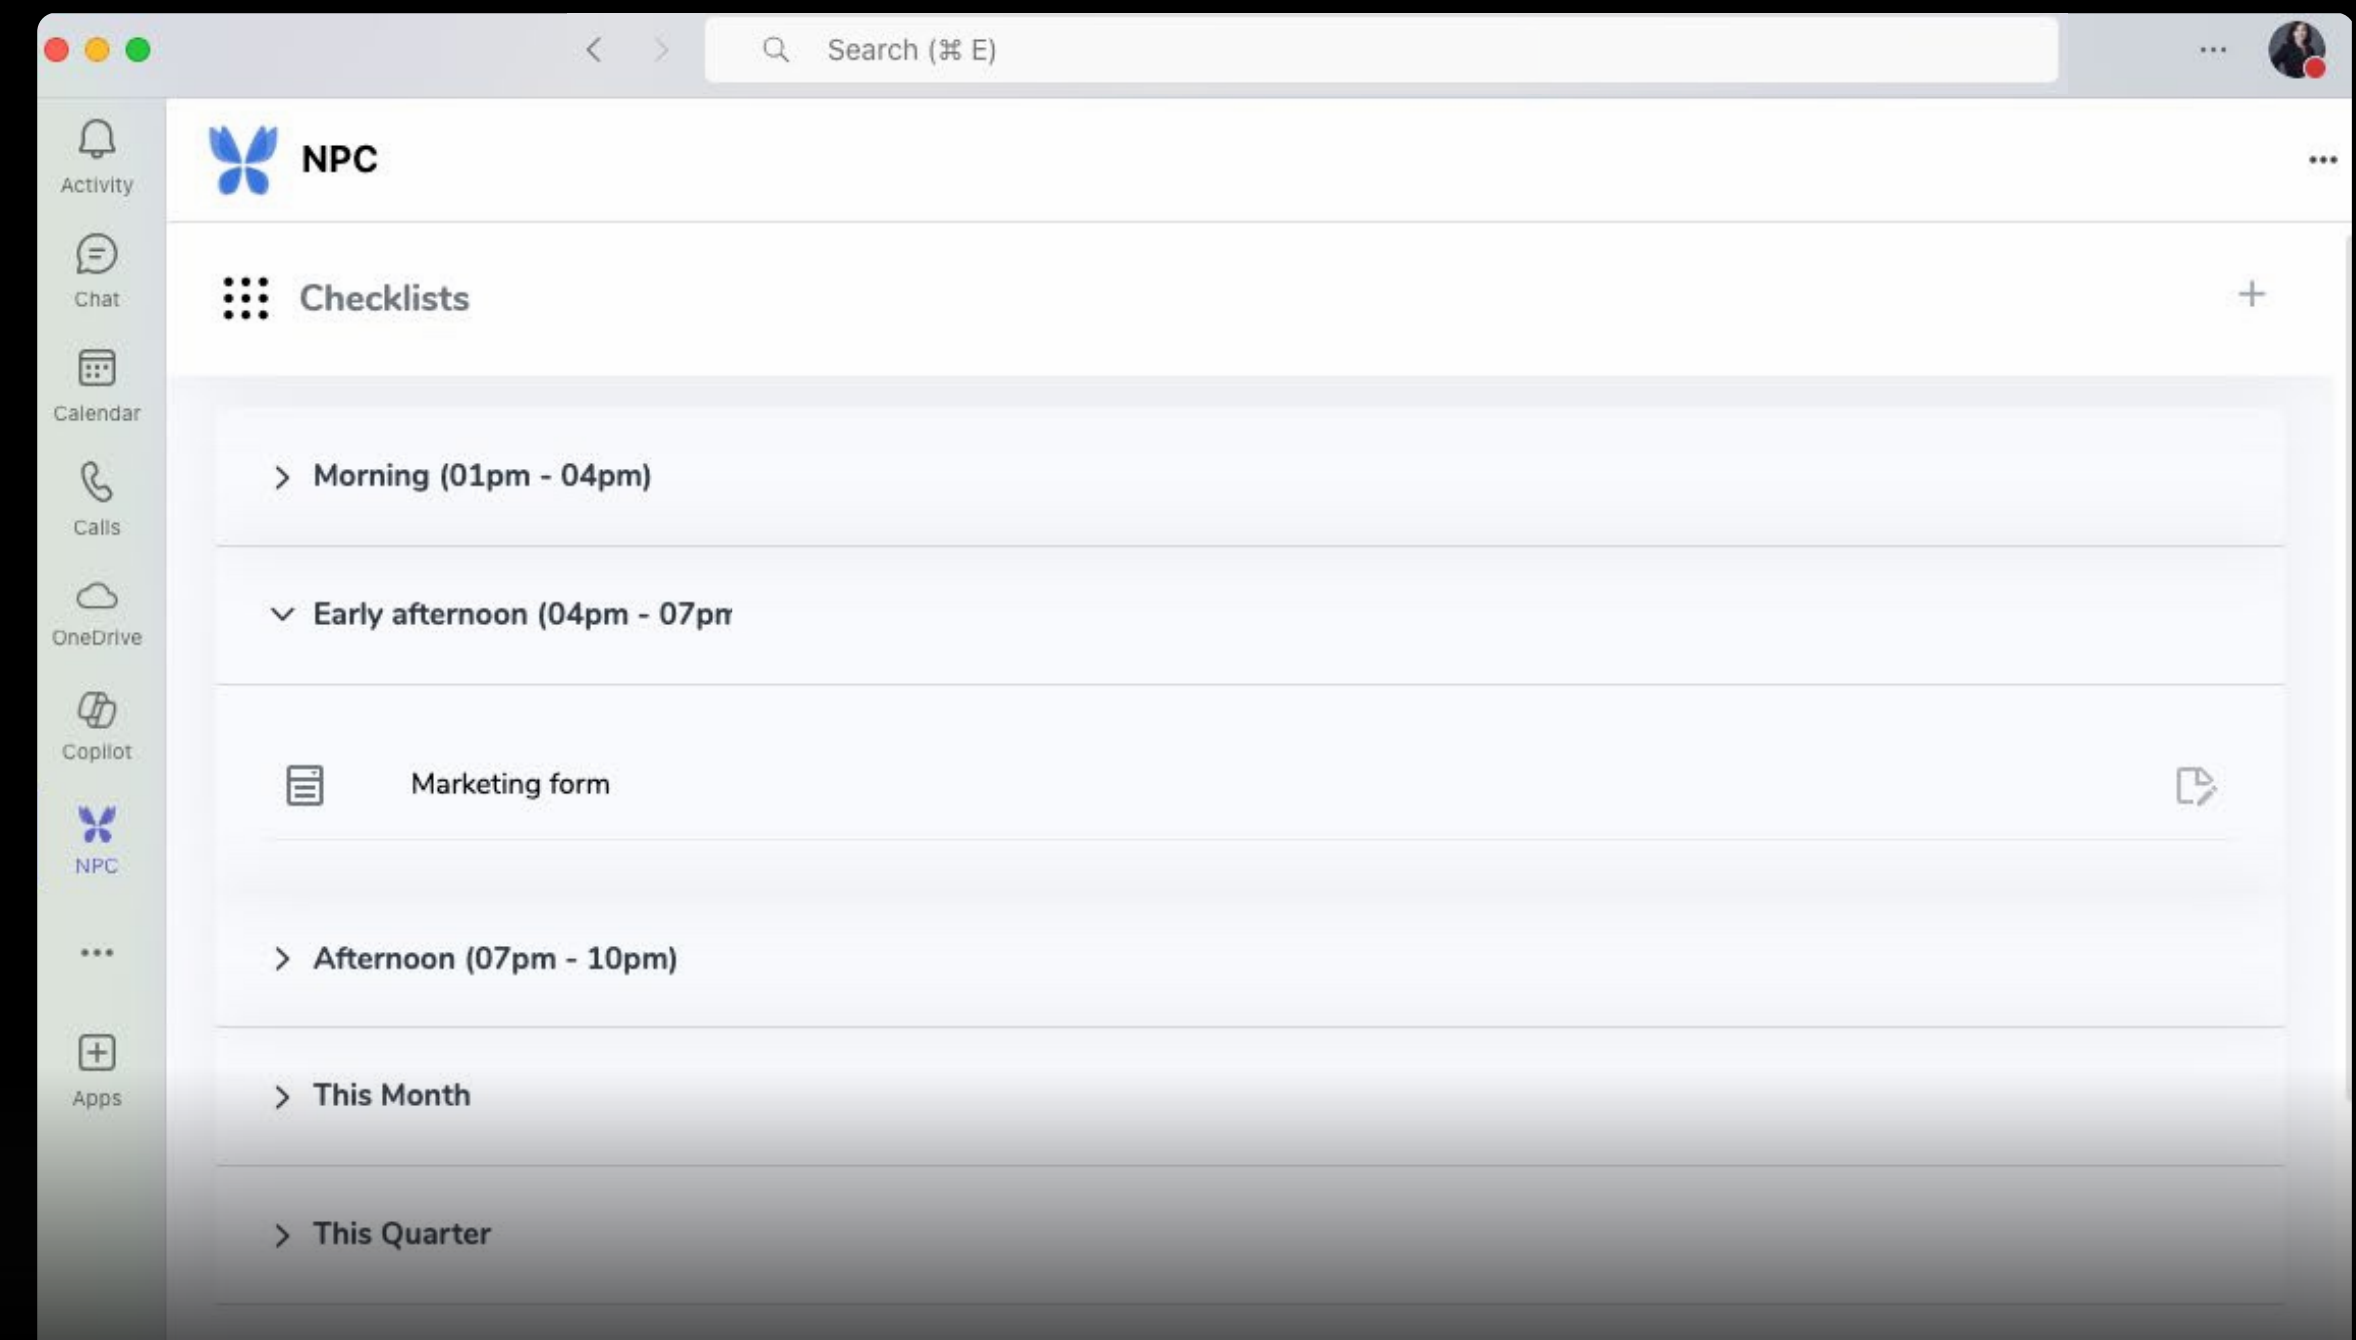 Search (⌘ E)
Activity
Chat
Calendar
Calls
OneDrive
Copilot
NPC
Apps
NPC
Checklists
Morning (01pm - 04pm)
Early afternoon (04pm - 07pm
Marketing form
Afternoon (07pm - 10pm)
This Month
This Quarter